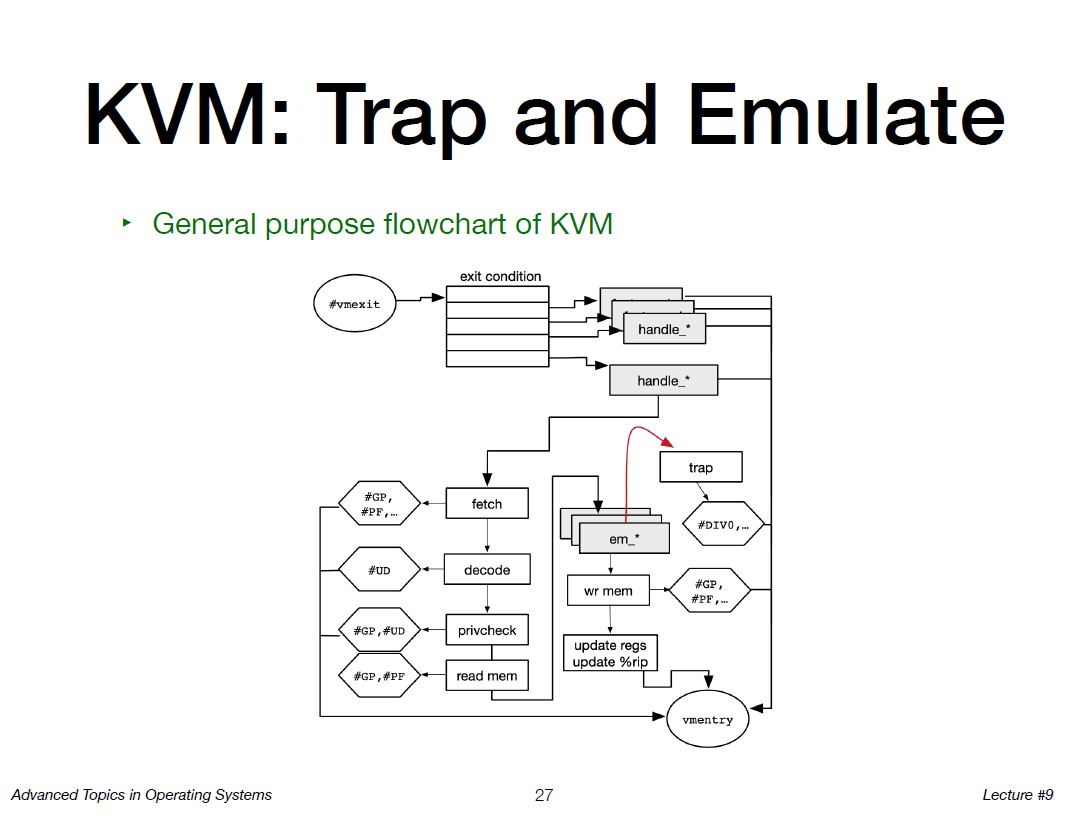 KVM: Trap and Emulate
‣ General purpose flowchart of KVM
exit condition
#vmexit
handle_*
handle_*
trap
#GP,
#PF,…
fetch
#DIV0,…
em_*
#UD
decode
wr mem
#GP,
#PF,…
#GP,#UD
privcheck
update regs
update %rip
#GP,#PF
read mem
vmentry
Advanced Topics in Operating Systems
27
Lecture #9